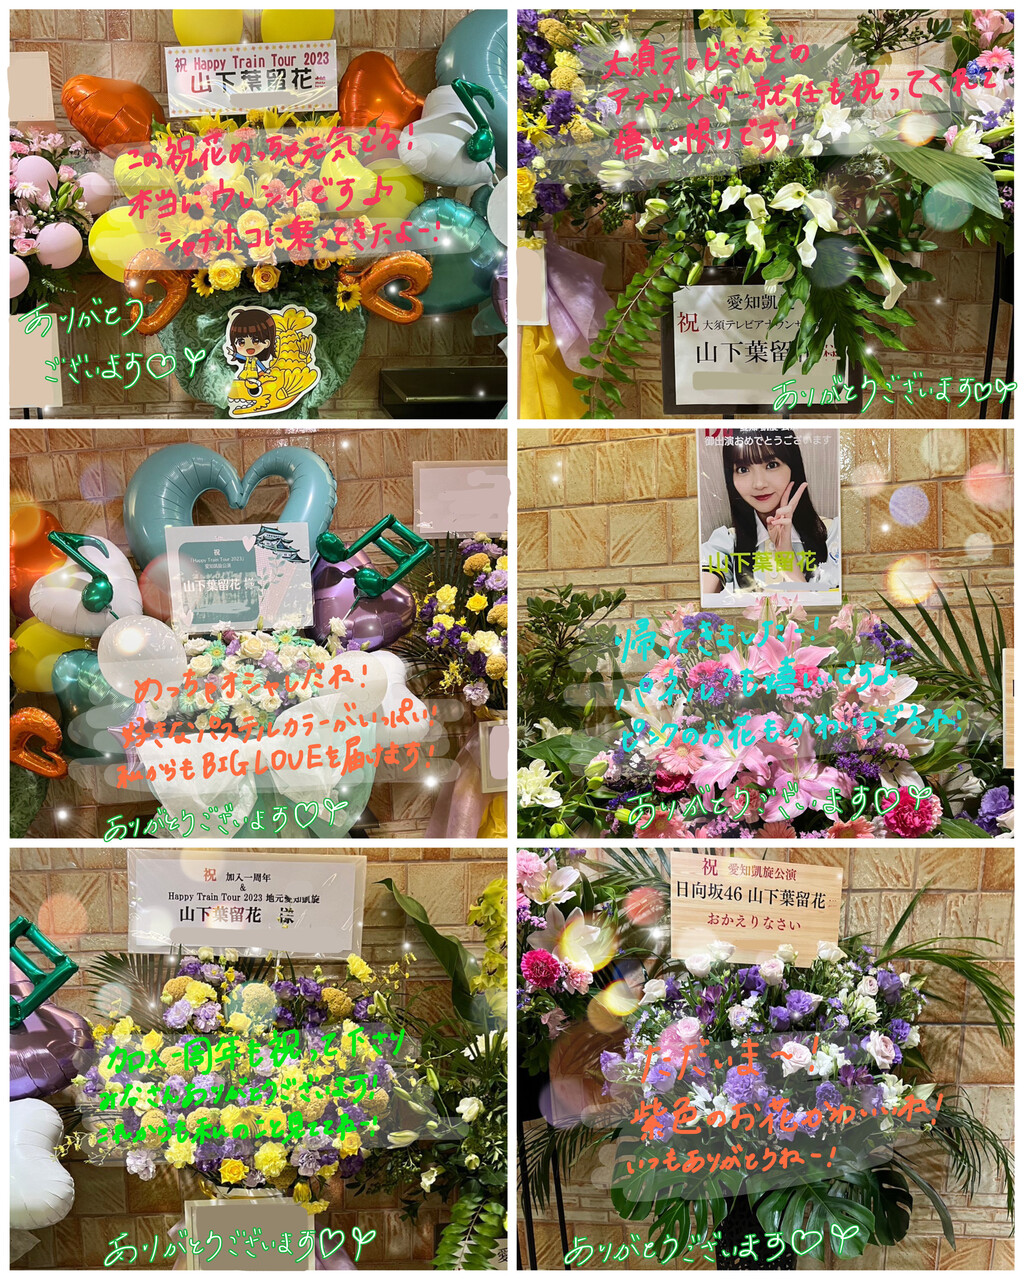 祝 Happy Train Tour 2023
山下葉留花
この祝花めっちゃ元気でる!
本当にウレシイです♪
シャチホコに乗ってきたよー!
ありがとう
ございます♡
大須テレビさんでの
アナウンサー就任も祝ってくれて
嬉しい限りです!
愛知凱
祝 大須テレビアナウンサ
山下葉留
ありがとうございます♡
祝
「Happy Train Tour 2023」
愛知凱旋公演
山下葉留花 様
めっちゃオシャレだね!
好きなパステルカラーがいっぱい!
私からもBIG LOVEを届けます!
ありがとうございます♡
御出演おめでとうございます
山下葉留花
帰ってきましたー!
パネル?も嬉しいです♪
ピンクのお花もかわいすぎるね!
ありがとうございます♡
祝 加入一周年
&
Happy Train Tour 2023 地元愛知凱旋
山下葉留花 様
加入一周年も祝って下さり
みなさんありがとうございます!
これからも私のこと見ててねー!
ありがとうございます♡
祝 愛知凱旋公演
日向坂46 山下葉留花
おかえりなさい
ただいま〜!
紫色のお花かわいいね!
いつもありがとうねー!
ありがとうございます♡